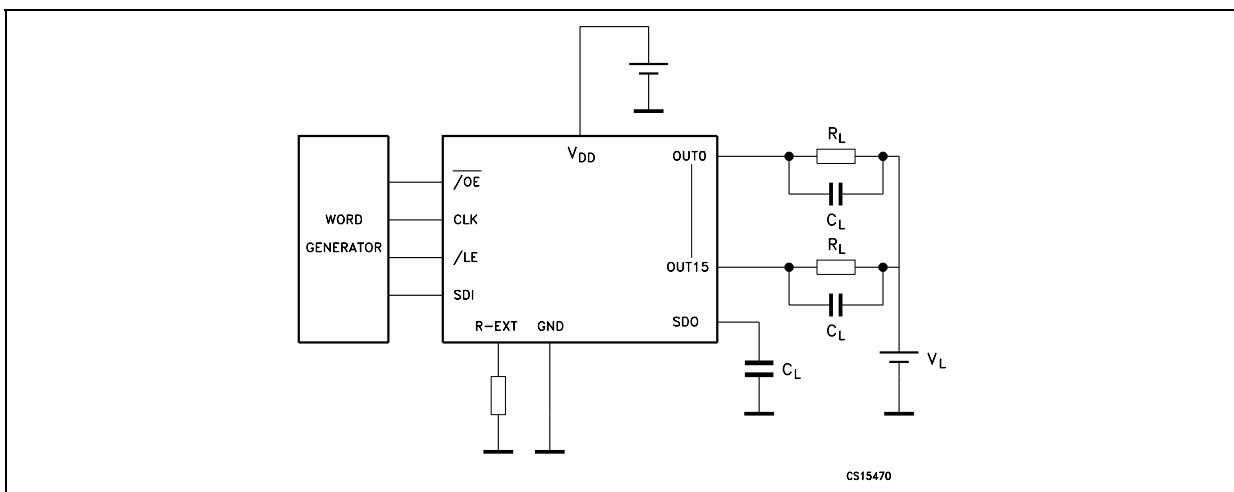 V_DD
OUT0
R_L
C_L
/OE
CLK
WORD
GENERATOR
/LE
SDI
R_L
OUT15
C_L
R-EXT
GND
SDO
C_L
V_L
CS15470